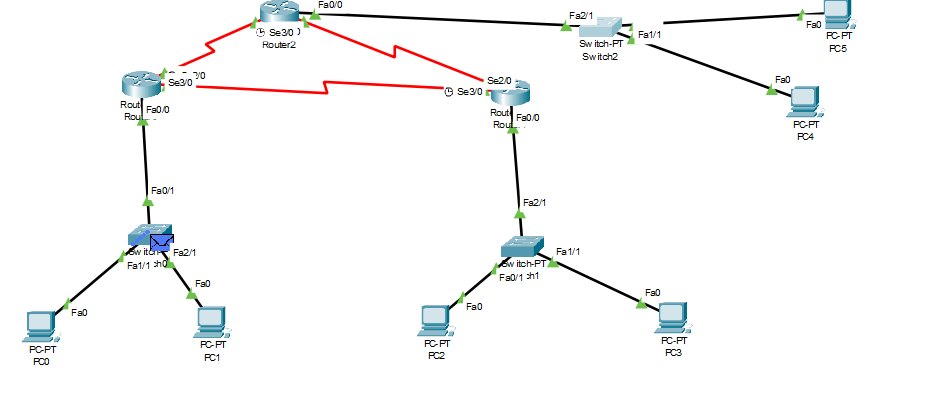 Fa0/0
Se3/0
Router2
Fa2/1
Switch-PT
Switch2
Fa1/1
Fa0
PC-PT
PC5
Fa0
PC-PT
PC4
Se3/0
Fa0/0
Se2/0
Se3/0
Fa0/0
Fa0/1
Fa2/1
Fa1/1
Fa0
Fa0
PC-PT
PC0
PC-PT
PC1
Fa2/1
Switch-PT
Fa0/1
Fa1/1
Fa0
Fa0
PC-PT
PC2
PC-PT
PC3